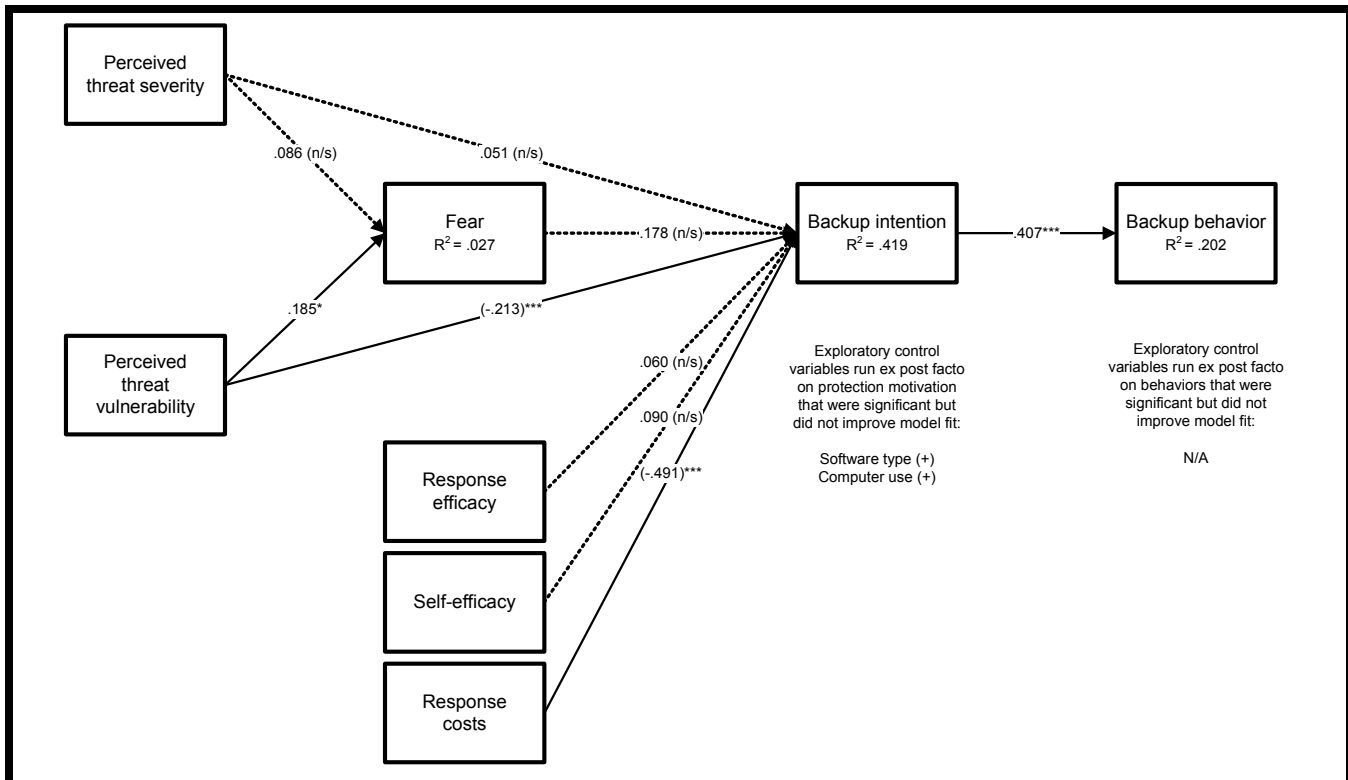 Perceived
threat severity
.086 (n/s)
.051 (n/s)
Fear
R² = .027
.178 (n/s)
Backup intention
R² = .419
.407***
Backup behavior
R² = .202
.185*
(-.213)***
Perceived
threat
vulnerability
.060 (n/s)
.090 (n/s)
(-.491)***
Exploratory control
variables run ex post facto
on protection motivation
that were significant but
did not improve model fit:
Software type (+)
Computer use (+)
Exploratory control
variables run ex post facto
on behaviors that were
significant but did not
improve model fit:
N/A
Response
efficacy
Self-efficacy
Response
costs